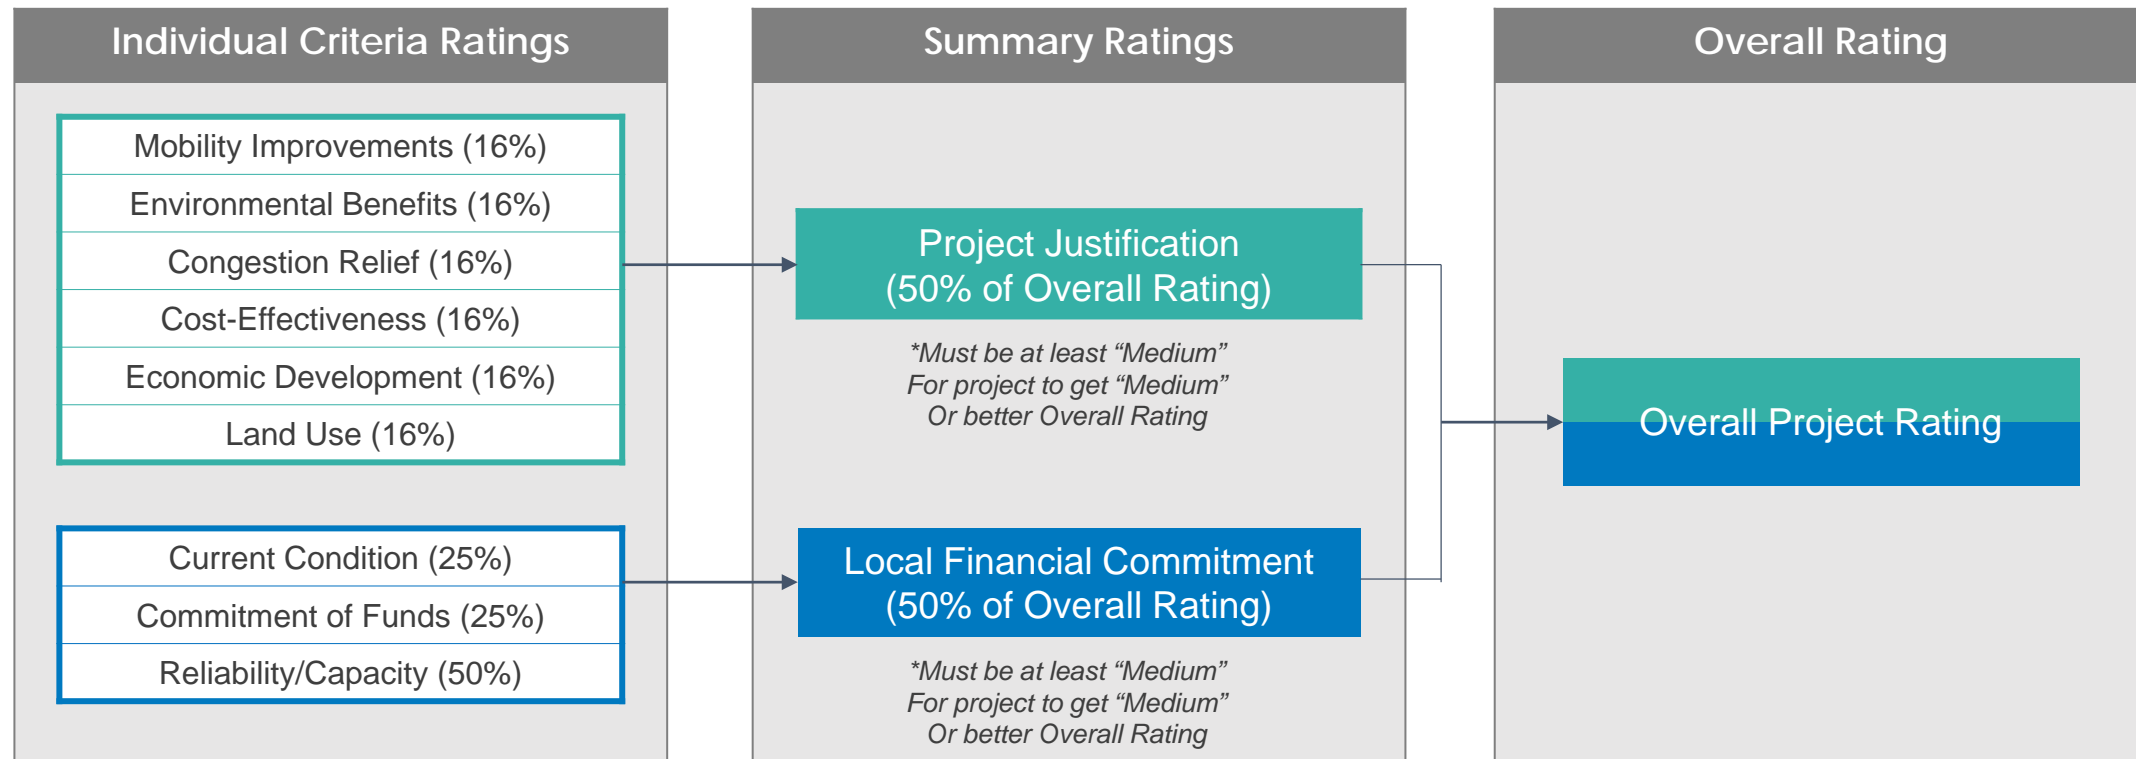 Individual Criteria Ratings
Mobility Improvements (16%)
Environmental Benefits (16%)
Congestion Relief (16%)
Cost-Effectiveness (16%)
Economic Development (16%)
Land Use (16%)
Current Condition (25%)
Commitment of Funds (25%)
Reliability/Capacity (50%)
Summary Ratings
Project Justification
(50% of Overall Rating)
*Must be at least “Medium”
For project to get “Medium”
Or better Overall Rating
Local Financial Commitment
(50% of Overall Rating)
*Must be at least “Medium”
For project to get “Medium”
Or better Overall Rating
Overall Rating
Overall Project Rating